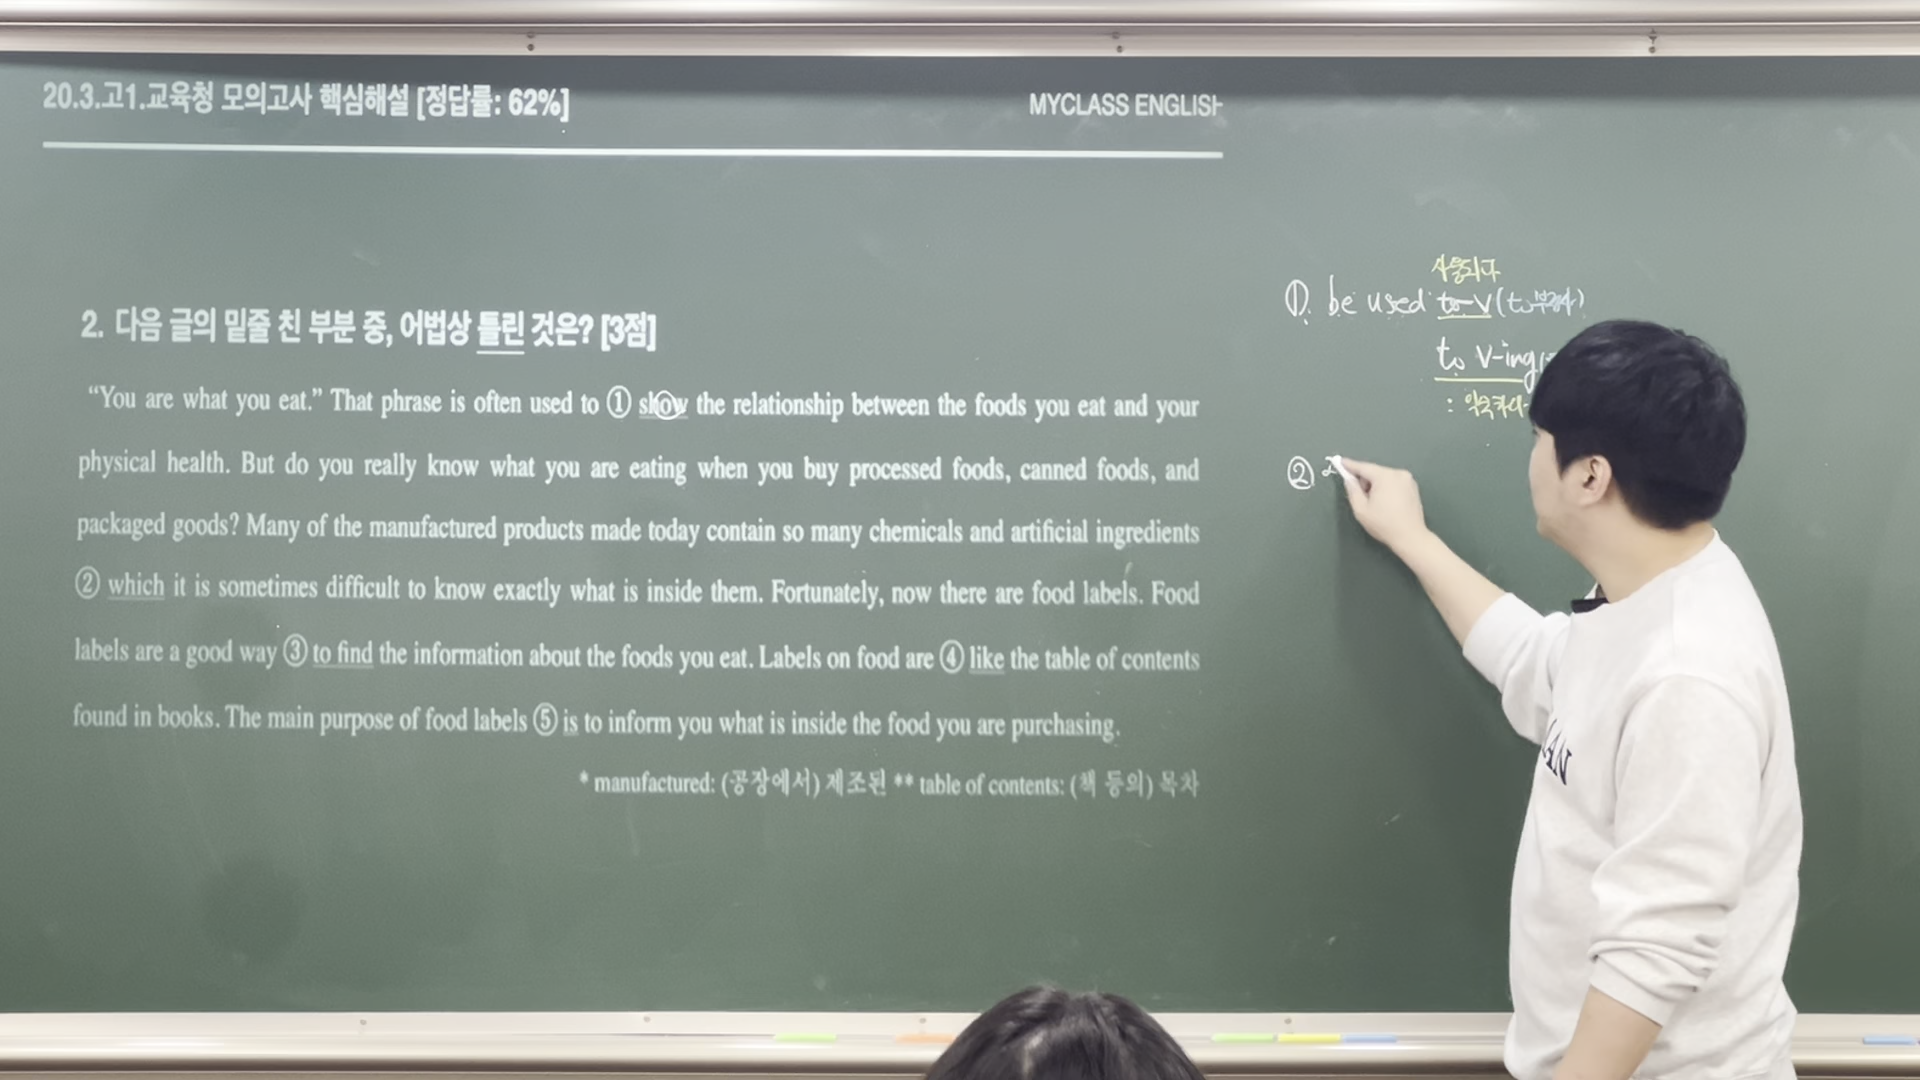 20.3.고1.교육청 모의고사 핵심해설 [정답률: 62%]
MYCLASS ENGLISH
2. 다음 글의 밑줄 친 부분 중, 어법상 틀린 것은? [3점]
“You are what you eat.” That phrase is often used to ① show the relationship between the foods you eat and your
physical health. But do you really know what you are eating when you buy processed foods, canned foods, and
packaged goods? Many of the manufactured products made today contain so many chemicals and artificial ingredients
② which it is sometimes difficult to know exactly what is inside them. Fortunately, now there are food labels. Food
labels are a good way ③ to find the information about the foods you eat. Labels on food are ④ like the table of contents
found in books. The main purpose of food labels ⑤ is to inform you what is inside the food you are purchasing.
* manufactured: (공장에서) 제조된 ** table of contents: (책 등의) 목차
사용되다
①. be used to V (to부정사)
to V-ing
: 익숙하다
②
AN